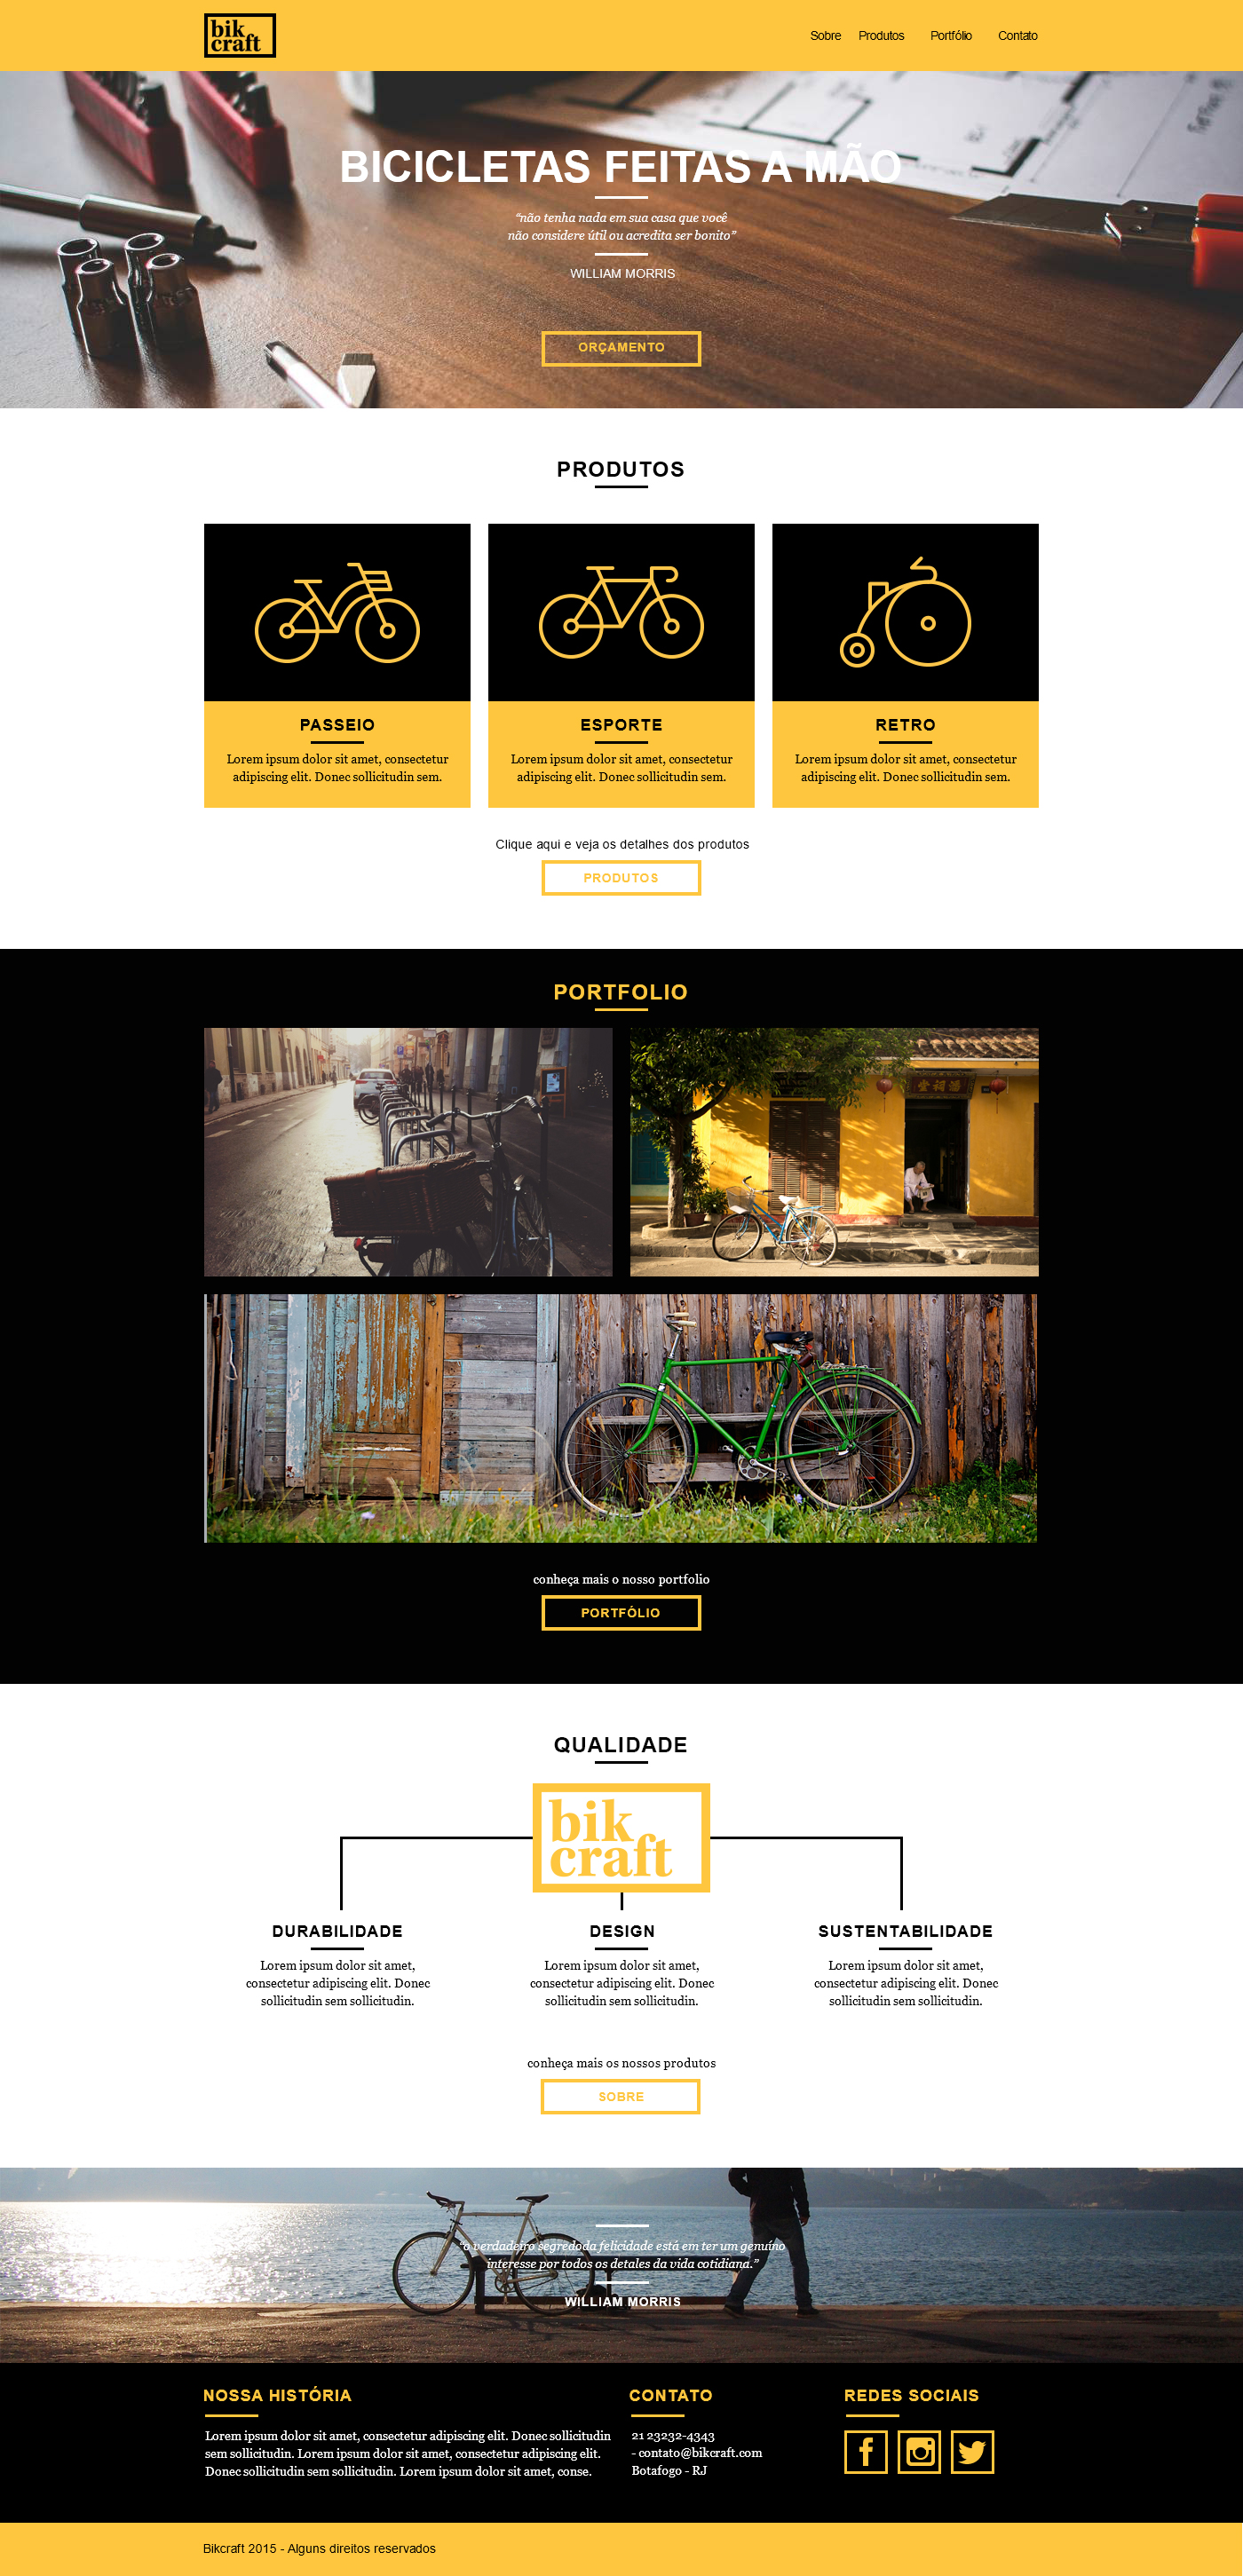 bik
craft
Sobre Produtos Portfólio Contato
BICICLETAS FEITAS A MÃO
“não tenha nada em sua casa que você
não considere útil ou acredita ser bonito”
WILLIAM MORRIS
ORÇAMENTO
PRODUTOS
PASSEIO
Lorem ipsum dolor sit amet, consectetur
adipiscing elit. Donec sollicitudin sem.
ESPORTE
Lorem ipsum dolor sit amet, consectetur
adipiscing elit. Donec sollicitudin sem.
RETRO
Lorem ipsum dolor sit amet, consectetur
adipiscing elit. Donec sollicitudin sem.
Clique aqui e veja os detalhes dos produtos
PRODUTOS
PORTFOLIO
conheça mais o nosso portfolio
PORTFÓLIO
QUALIDADE
bik
craft
DURABILIDADE
Lorem ipsum dolor sit amet,
consectetur adipiscing elit. Donec
sollicitudin sem sollicitudin.
DESIGN
Lorem ipsum dolor sit amet,
consectetur adipiscing elit. Donec
sollicitudin sem sollicitudin.
SUSTENTABILIDADE
Lorem ipsum dolor sit amet,
consectetur adipiscing elit. Donec
sollicitudin sem sollicitudin.
conheça mais os nossos produtos
SOBRE
“o verdadeiro segredoda felicidade está em ter um genuíno
interesse por todos os detales da vida cotidiana.”
WILLIAM MORRIS
NOSSA HISTÓRIA
Lorem ipsum dolor sit amet, consectetur adipiscing elit. Donec sollicitudin
sem sollicitudin. Lorem ipsum dolor sit amet, consectetur adipiscing elit.
Donec sollicitudin sem sollicitudin. Lorem ipsum dolor sit amet, conse.
CONTATO
21 23232-4343
- contato@bikcraft.com
Botafogo - RJ
REDES SOCIAIS
Bikcraft 2015 - Alguns direitos reservados